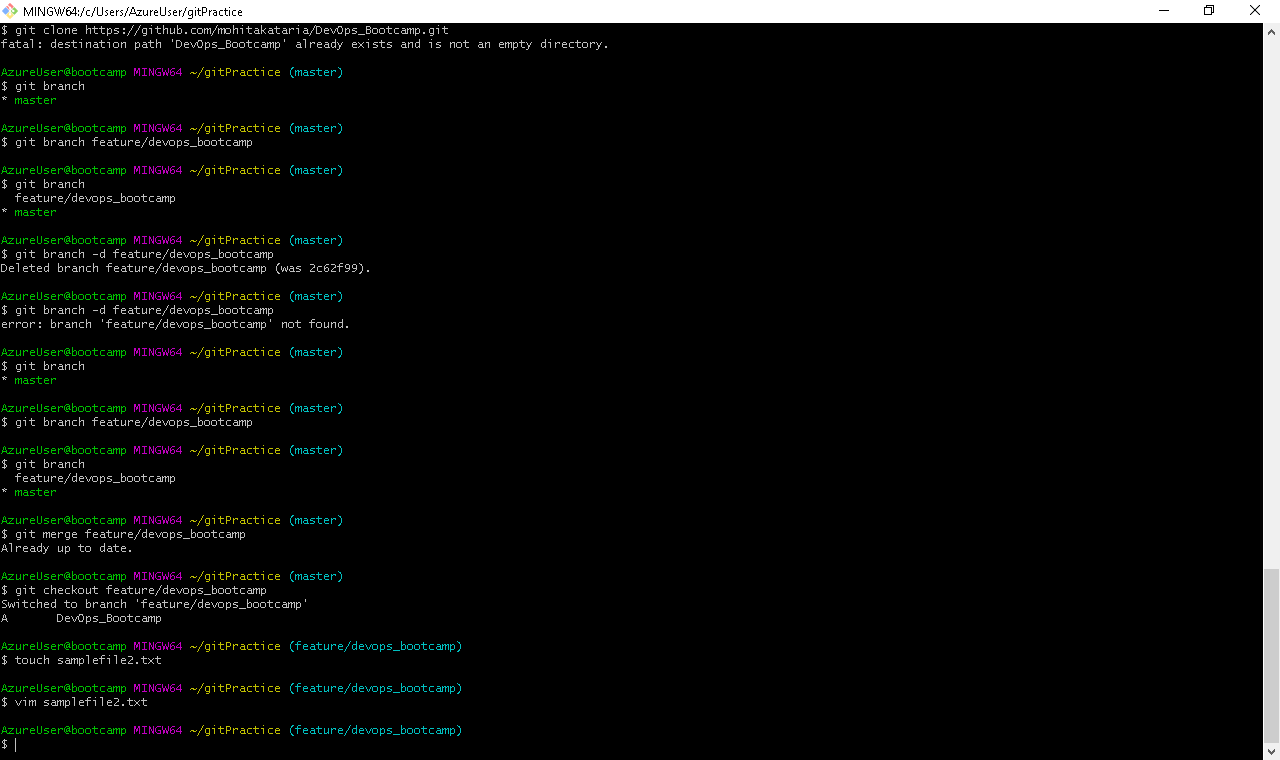 MINGW64:/c/Users/AzureUser/gitPractice
$ git clone https://github.com/mohitakataria/DevOps_Bootcamp.git
fatal: destination path 'DevOps_Bootcamp' already exists and is not an empty directory.
AzureUser@bootcamp MINGW64 ~/gitPractice (master)
$ git branch
* master
AzureUser@bootcamp MINGW64 ~/gitPractice (master)
$ git branch feature/devops_bootcamp
AzureUser@bootcamp MINGW64 ~/gitPractice (master)
$ git branch
  feature/devops_bootcamp
* master
AzureUser@bootcamp MINGW64 ~/gitPractice (master)
$ git branch -d feature/devops_bootcamp
Deleted branch feature/devops_bootcamp (was 2c62f99).
AzureUser@bootcamp MINGW64 ~/gitPractice (master)
$ git branch -d feature/devops_bootcamp
error: branch 'feature/devops_bootcamp' not found.
AzureUser@bootcamp MINGW64 ~/gitPractice (master)
$ git branch
* master
AzureUser@bootcamp MINGW64 ~/gitPractice (master)
$ git branch feature/devops_bootcamp
AzureUser@bootcamp MINGW64 ~/gitPractice (master)
$ git branch
  feature/devops_bootcamp
* master
AzureUser@bootcamp MINGW64 ~/gitPractice (master)
$ git merge feature/devops_bootcamp
Already up to date.
AzureUser@bootcamp MINGW64 ~/gitPractice (master)
$ git checkout feature/devops_bootcamp
Switched to branch 'feature/devops_bootcamp'
A       DevOps_Bootcamp
AzureUser@bootcamp MINGW64 ~/gitPractice (feature/devops_bootcamp)
$ touch samplefile2.txt
AzureUser@bootcamp MINGW64 ~/gitPractice (feature/devops_bootcamp)
$ vim samplefile2.txt
AzureUser@bootcamp MINGW64 ~/gitPractice (feature/devops_bootcamp)
$